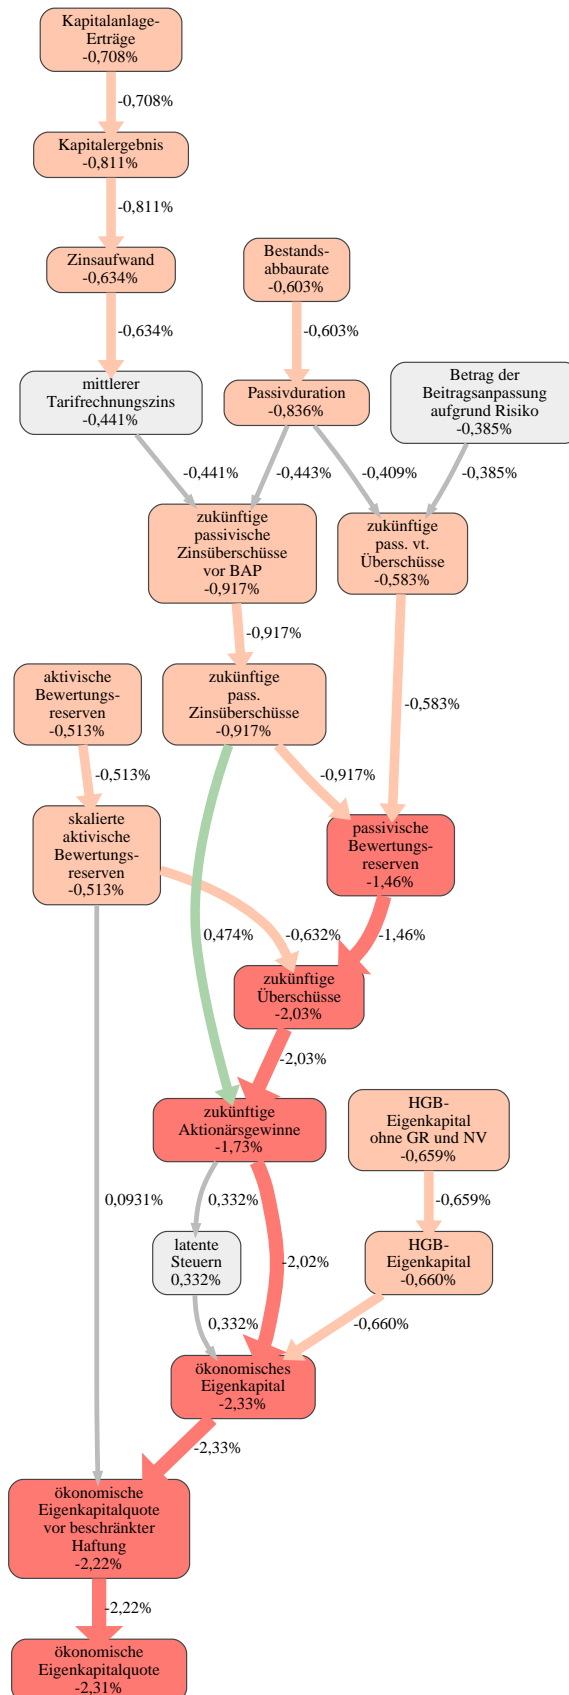 Kapitalanlage-
Erträge
-0,708%
-0,708%
Kapitalergebnis
-0,811%
-0,811%
Zinsaufwand
-0,634%
Bestands-
abbaurate
-0,603%
-0,634%
-0,603%
mittlerer
Tarifrechnungszins
-0,441%
Passivduration
-0,836%
Betrag der
Beitragsanpassung
aufgrund Risiko
-0,385%
-0,441%
-0,443%
-0,409%
-0,385%
zukünftige
passivische
Zinsüberschüsse
vor BAP
-0,917%
zukünftige
pass. vt.
Überschüsse
-0,583%
-0,917%
aktivische
Bewertungs-
reserven
-0,513%
zukünftige
pass.
Zinsüberschüsse
-0,917%
-0,583%
-0,513%
-0,917%
skalierte
aktivische
Bewertungs-
reserven
-0,513%
passivische
Bewertungs-
reserven
-1,46%
0,474%
-0,632%
-1,46%
zukünftige
Überschüsse
-2,03%
-2,03%
zukünftige
Aktionärsgewinne
-1,73%
HGB-
Eigenkapital
ohne GR und NV
-0,659%
0,0931%
0,332%
-0,659%
latente
Steuern
0,332%
-2,02%
HGB-
Eigenkapital
-0,660%
0,332%
-0,660%
ökonomisches
Eigenkapital
-2,33%
-2,33%
ökonomische
Eigenkapitalquote
vor beschränkter
Haftung
-2,22%
-2,22%
ökonomische
Eigenkapitalquote
-2,31%